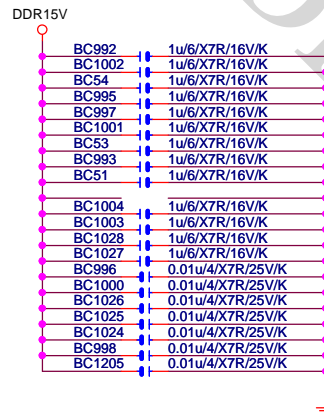 DDR15V
BC992 1u/6/X7R/16V/K
BC1002 1u/6/X7R/16V/K
BC54 1u/6/X7R/16V/K
BC995 1u/6/X7R/16V/K
BC997 1u/6/X7R/16V/K
BC1001 1u/6/X7R/16V/K
BC53 1u/6/X7R/16V/K
BC993 1u/6/X7R/16V/K
BC51 1u/6/X7R/16V/K
BC1004 1u/6/X7R/16V/K
BC1003 1u/6/X7R/16V/K
BC1028 1u/6/X7R/16V/K
BC1027 1u/6/X7R/16V/K
BC996 0.01u/4/X7R/25V/K
BC1000 0.01u/4/X7R/25V/K
BC1026 0.01u/4/X7R/25V/K
BC1025 0.01u/4/X7R/25V/K
BC1024 0.01u/4/X7R/25V/K
BC998 0.01u/4/X7R/25V/K
BC1205 0.01u/4/X7R/25V/K